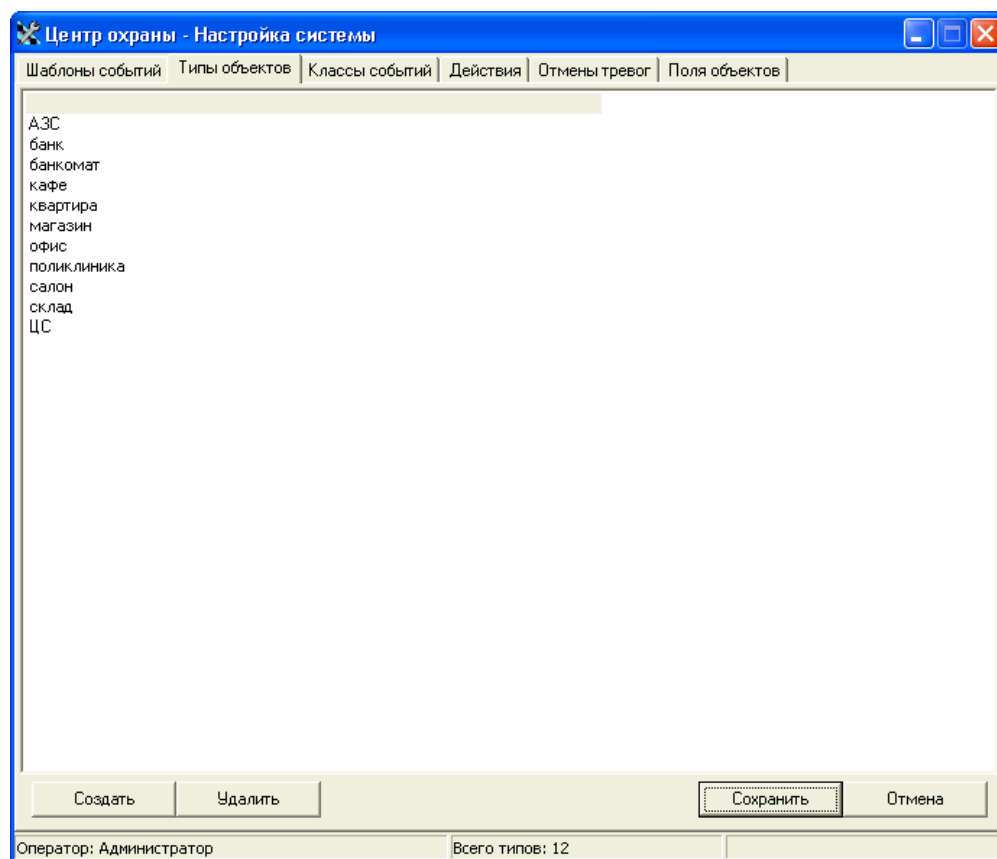 Центр охраны - Настройка системы
Шаблоны событий Типы объектов Классы событий Действия Отмены тревог Поля объектов
АЗС
банк
банкомат
кафе
квартира
магазин
офис
поликлиника
салон
склад
ЦС
Создать Удалить Сохранить Отмена
Оператор: Администратор Всего типов: 12